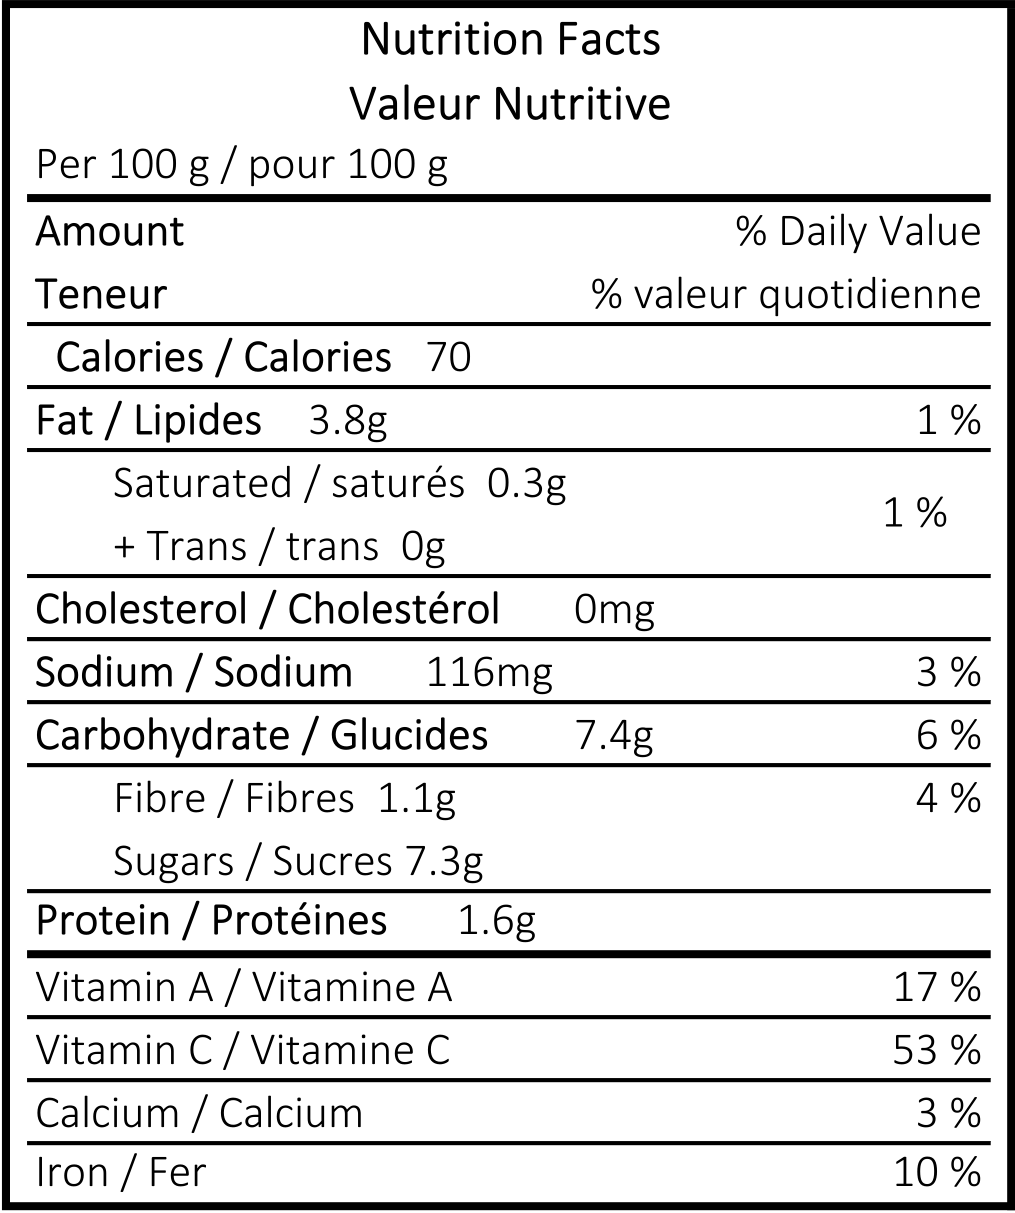 Nutrition Facts
Valeur Nutritive
Per 100 g / pour 100 g
Amount % Daily Value
Teneur % valeur quotidienne
Calories / Calories 70
Fat / Lipides 3.8g 1 %
Saturated / saturés 0.3g
1 %
+ Trans / trans 0g
Cholesterol / Cholestérol 0mg
Sodium / Sodium 116mg 3 %
Carbohydrate / Glucides 7.4g 6 %
Fibre / Fibres 1.1g 4 %
Sugars / Sucres 7.3g
Protein / Protéines 1.6g
Vitamin A / Vitamine A 17 %
Vitamin C / Vitamine C 53 %
Calcium / Calcium 3 %
Iron / Fer 10 %